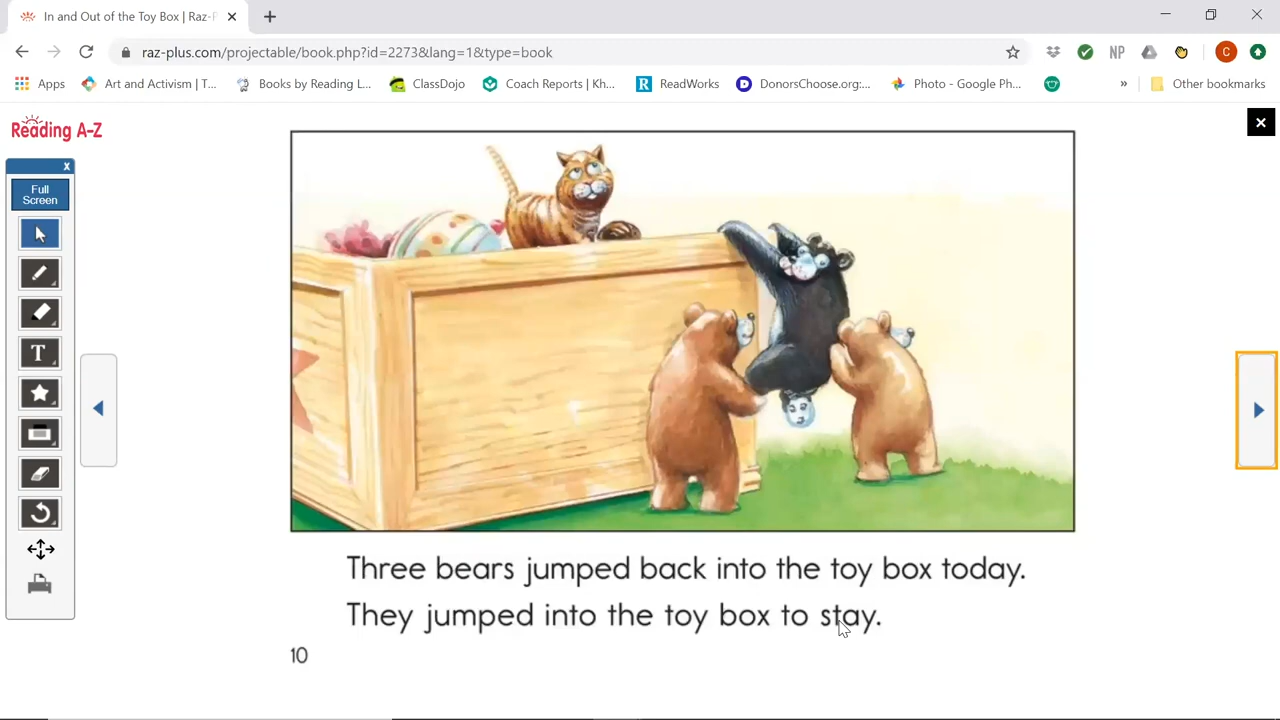 In and Out of the Toy Box | Raz-P
raz-plus.com/projectable/book.php?id=2273&lang=1&type=book
NP
C
Apps
Art and Activism | T...
Books by Reading L...
ClassDojo
Coach Reports | Kh...
R
ReadWorks
DonorsChoose.org:...
Photo - Google Ph...
»
Other bookmarks
Reading A-Z
x
Full
Screen
T
Three bears jumped back into the toy box today.
They jumped into the toy box to stay.
10